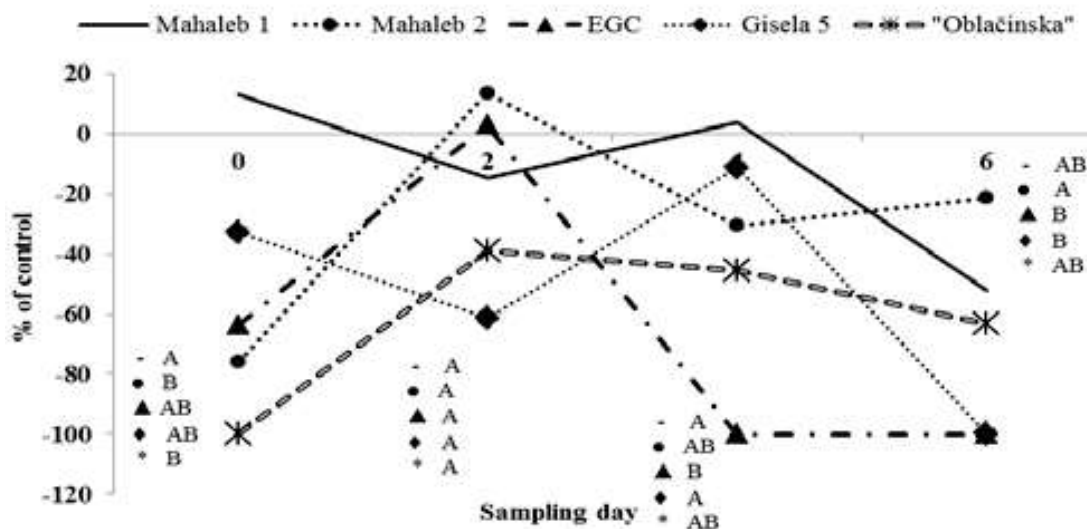 Mahaleb 1 Mahaleb 2 EGC Gisela 5 "Oblačinska"
20
0
-20
-40
-60
-80
-100
-120
% of control
0 2 6
A
B
AB
AB
B
A
A
A
A
A
A
AB
B
A
AB
AB
A
B
B
AB
Sampling day